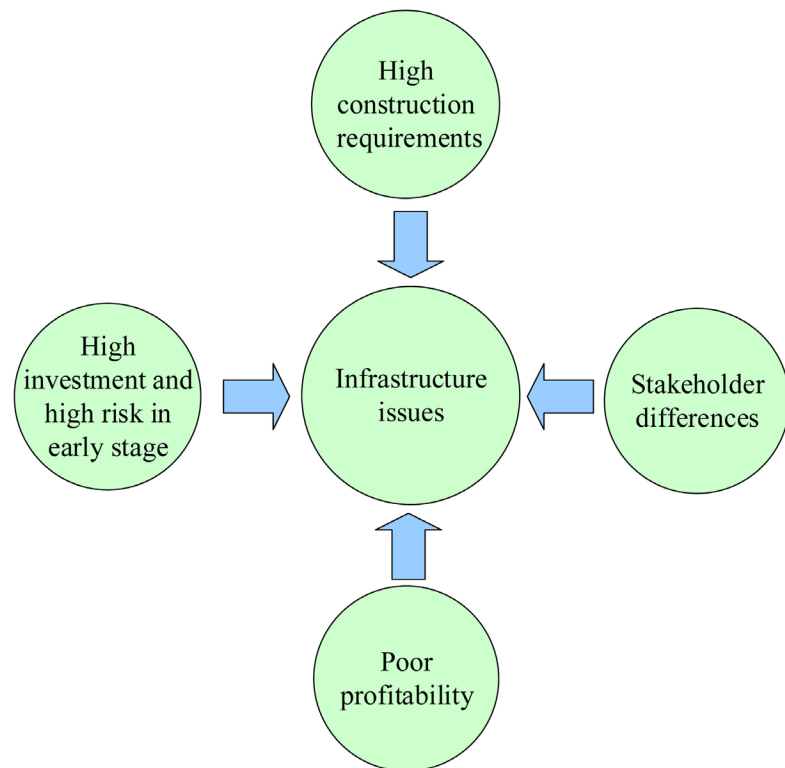 High
construction
requirements
High
investment and
high risk in
early stage
Infrastructure
issues
Stakeholder
differences
Poor
profitability